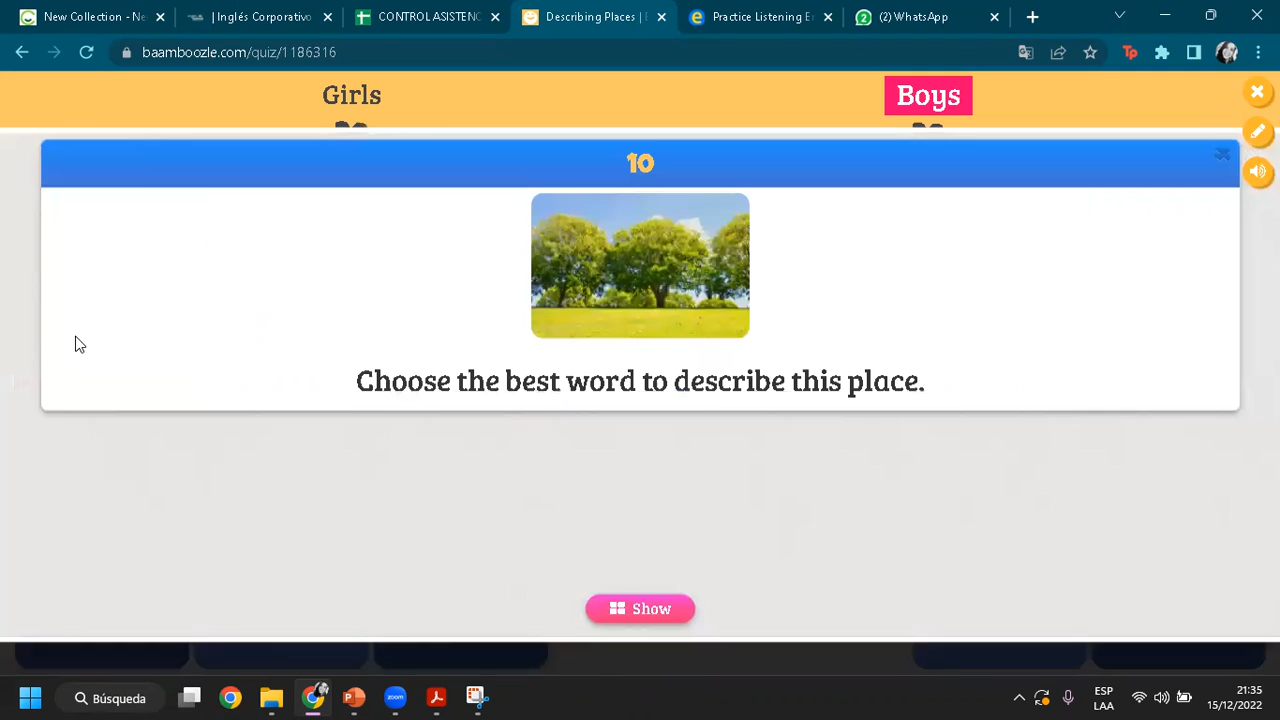 New Collection - Ne
| Inglés Corporativo
CONTROL ASISTENC
Describing Places |
Practice Listening E
(2) WhatsApp
baamboozle.com/quiz/1186316
Girls
Boys
10
Choose the best word to describe this place.
Show
Búsqueda
zoom
ESP
LAA
21:35
15/12/2022